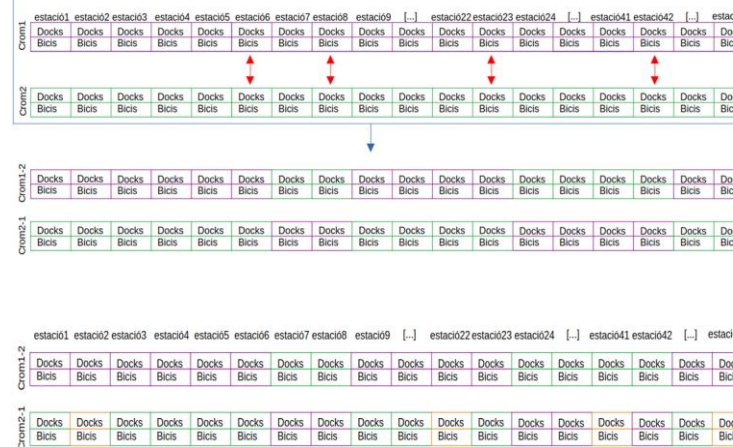 estació1 estació2 estació3 estació4 estació5 estació6 estació7 estació8 estació9 [...] estació22 estació23 estació24 [...] estació41 estació42 [...]
Crom1
Docks Docks Docks Docks Docks Docks Docks Docks Docks Docks Docks Docks Docks Docks Docks Docks Docks
Bicis Bicis Bicis Bicis Bicis Bicis Bicis Bicis Bicis Bicis Bicis Bicis Bicis Bicis Bicis Bicis Bicis
Crom2
Docks Docks Docks Docks Docks Docks Docks Docks Docks Docks Docks Docks Docks Docks Docks Docks Docks
Bicis Bicis Bicis Bicis Bicis Bicis Bicis Bicis Bicis Bicis Bicis Bicis Bicis Bicis Bicis Bicis Bicis
Crom1-2
Docks Docks Docks Docks Docks Docks Docks Docks Docks Docks Docks Docks Docks Docks Docks Docks Docks
Bicis Bicis Bicis Bicis Bicis Bicis Bicis Bicis Bicis Bicis Bicis Bicis Bicis Bicis Bicis Bicis Bicis
Crom2-1
Docks Docks Docks Docks Docks Docks Docks Docks Docks Docks Docks Docks Docks Docks Docks Docks Docks
Bicis Bicis Bicis Bicis Bicis Bicis Bicis Bicis Bicis Bicis Bicis Bicis Bicis Bicis Bicis Bicis Bicis
estació1 estació2 estació3 estació4 estació5 estació6 estació7 estació8 estació9 [...] estació22 estació23 estació24 [...] estació41 estació42 [...]
Crom1-2
Docks Docks Docks Docks Docks Docks Docks Docks Docks Docks Docks Docks Docks Docks Docks Docks Docks
Bicis Bicis Bicis Bicis Bicis Bicis Bicis Bicis Bicis Bicis Bicis Bicis Bicis Bicis Bicis Bicis Bicis
Crom2-1
Docks Docks Docks Docks Docks Docks Docks Docks Docks Docks Docks Docks Docks Docks Docks Docks Docks
Bicis Bicis Bicis Bicis Bicis Bicis Bicis Bicis Bicis Bicis Bicis Bicis Bicis Bicis Bicis Bicis Bicis